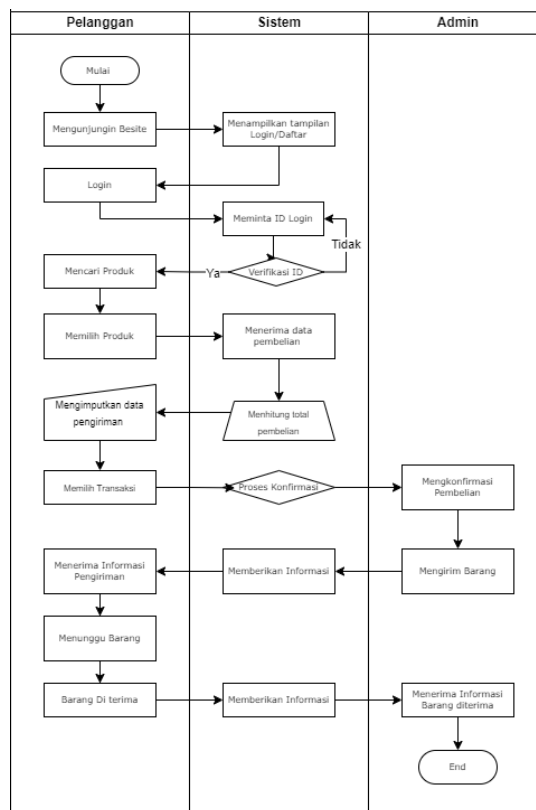 Pelanggan
Sistem
Admin
Mulai
Mengunjungin Besite
Menampilkan tampilan
Login/Daftar
Login
Meminta ID Login
Tidak
Mencari Produk
Ya
Verifikasi ID
Memilih Produk
Menerima data
pembelian
Mengimputkan data
pengiriman
Menhitung total
pembelian
Memilih Transaksi
Proses Konfirmasi
Mengkonfirmasi
Pembelian
Menerima Informasi
Pengiriman
Memberikan Informasi
Mengirim Barang
Menunggu Barang
Barang Di terima
Memberikan Informasi
Menerima Informasi
Barang diterima
End